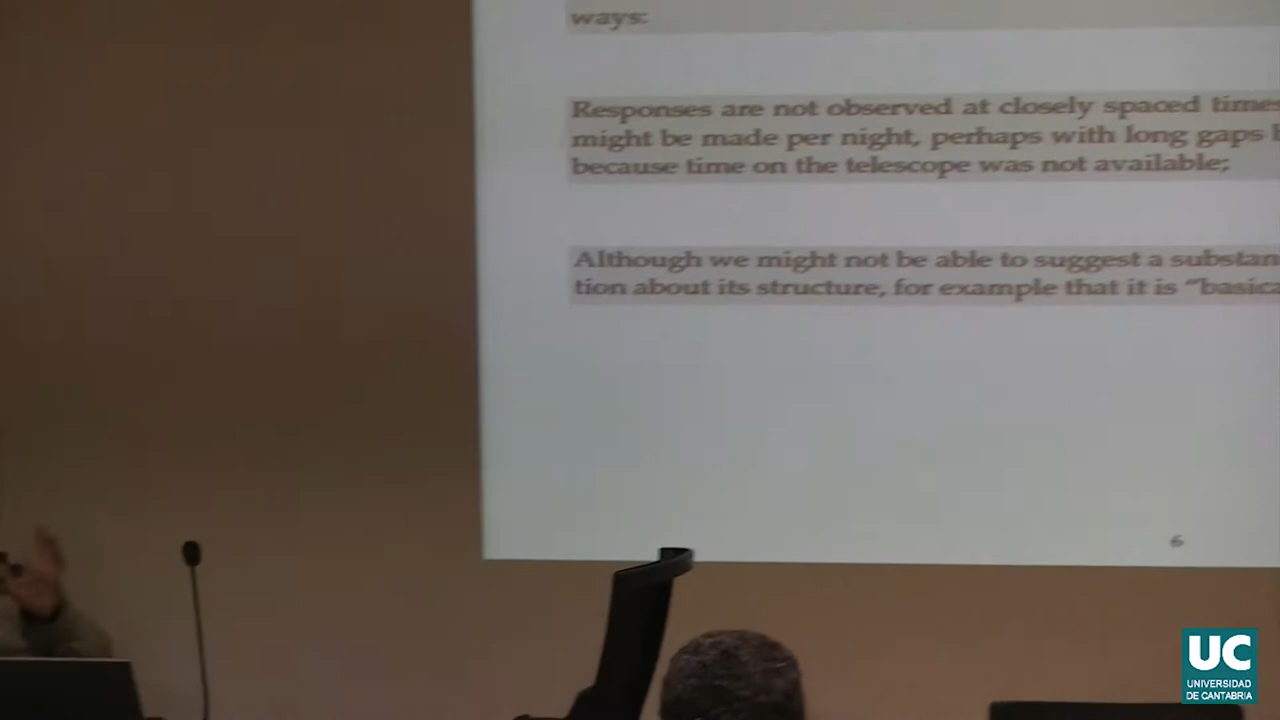 ways:
Responses are not observed at closely spaced times
might be made per night, perhaps with long gaps
because time on the telescope was not available;
Although we might not be able to suggest a
tion about its structure, for example that it is
6
UC
UNIVERSIDAD
DE CANTABRIA